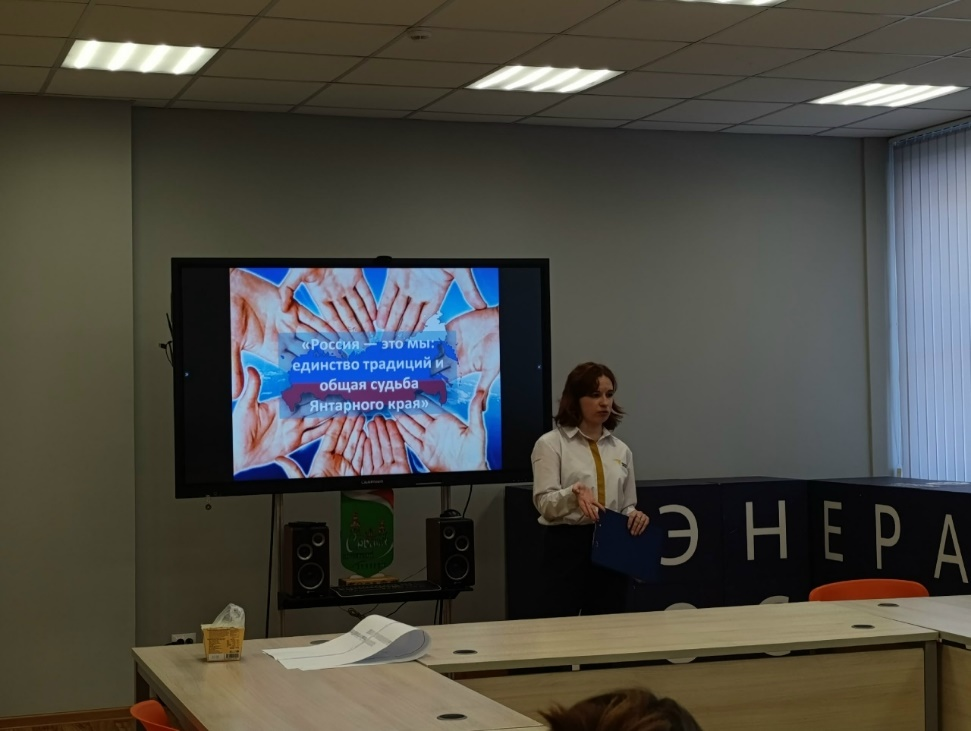 «Россия — это мы:
единство традиций и
общая судьба
Янтарного края»
ЭНЕРА